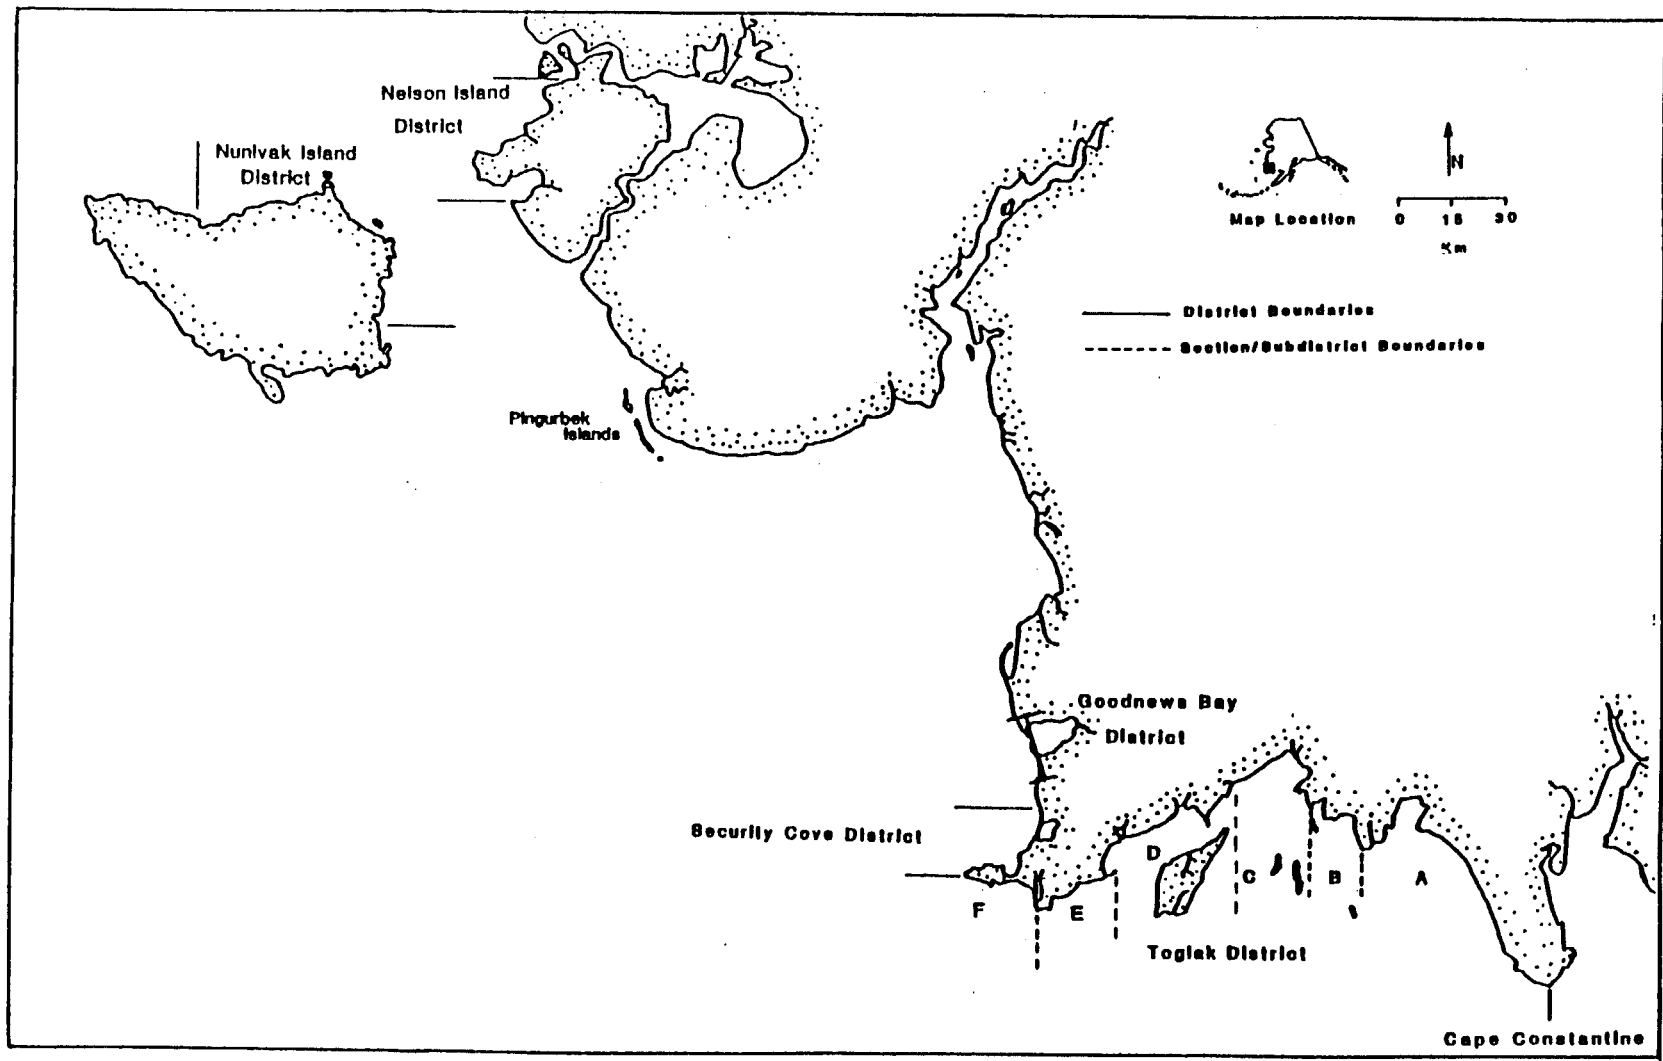 Nelson Island
District
Nunivak Island
District
N
Map Location
0 15 30
Km
District Boundaries
Section/Subdistrict Boundaries
Pingurbek
Islands
Goodnews Bay
District
Security Cove District
D
C
B
A
F
E
Togiak District
Cape Constantine